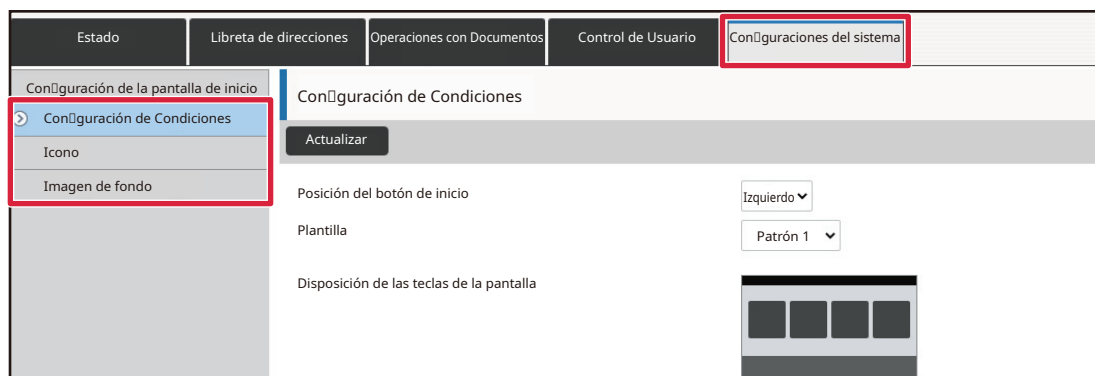 Estado
Libreta de direcciones
Operaciones con Documentos
Control de Usuario
Con▯guraciones del sistema
Con▯guración de la pantalla de inicio
Con▯guración de Condiciones
Icono
Imagen de fondo
Con▯guración de Condiciones
Actualizar
Posición del botón de inicio
Izquierdo
Plantilla
Patrón 1
Disposición de las teclas de la pantalla